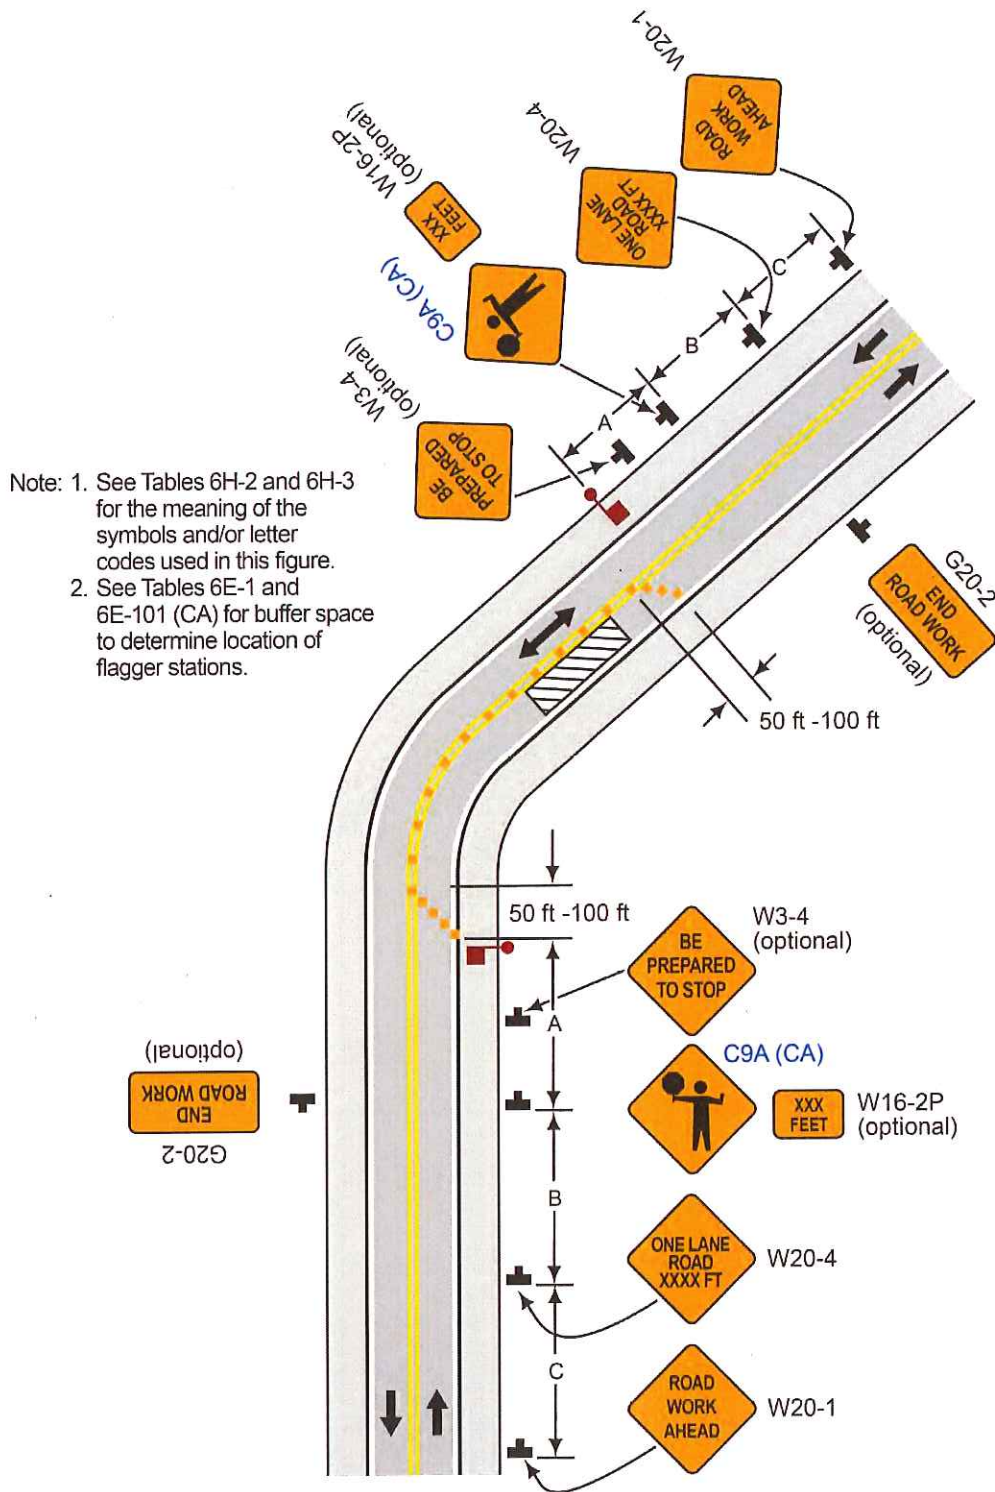 W20-1
ROAD
WORK
AHEAD
W20-4
ONE LANE
ROAD
XXXX FT
W16-2P
(optional)
XXX
FEET
C9A (CA)
W3-4
(optional)
BE
PREPARED
TO STOP
C
B
A
Note: 1. See Tables 6H-2 and 6H-3
for the meaning of the
symbols and/or letter
codes used in this figure.
2. See Tables 6E-1 and
6E-101 (CA) for buffer space
to determine location of
flagger stations.
G20-2
END
ROAD WORK
(optional)
50 ft -100 ft
50 ft -100 ft
BE
PREPARED
TO STOP
W3-4
(optional)
A
C9A (CA)
XXX
FEET
W16-2P
(optional)
G20-2
END
ROAD WORK
(optional)
B
ONE LANE
ROAD
XXXX FT
W20-4
C
ROAD
WORK
AHEAD
W20-1